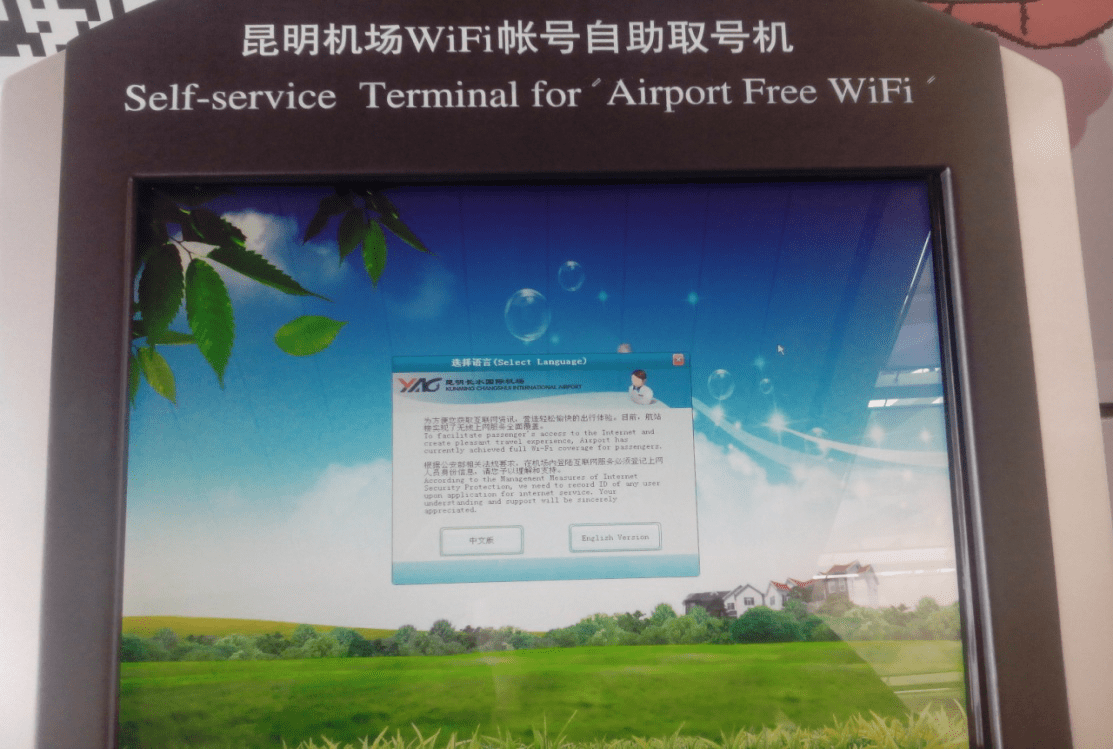 昆明机场WiFi帐号自助取号机
Self-service Terminal for "Airport Free WiFi"
选择语言(Select Language)
YAG 昆明长水国际机场
KUNMING CHANGSHUI INTERNATIONAL AIRPORT
为方便您获取互联网资讯,营造轻松愉快的出行体验。目前,航站
楼实现了无线上网服务全面覆盖。
To facilitate passenger's access to the Internet and
create pleasant travel experience, Airport has
currently achieved full Wi-Fi coverage for passengers.
根据公安部相关法规要求,在机场内登陆互联网服务必须登记上网
人员身份信息,请您予以理解和支持。
According to the Management Measures of Internet
Security Protection, we need to record ID of any user
upon application for internet service. Your
understanding and support will be sincerely
appreciated.
中文版
English Version